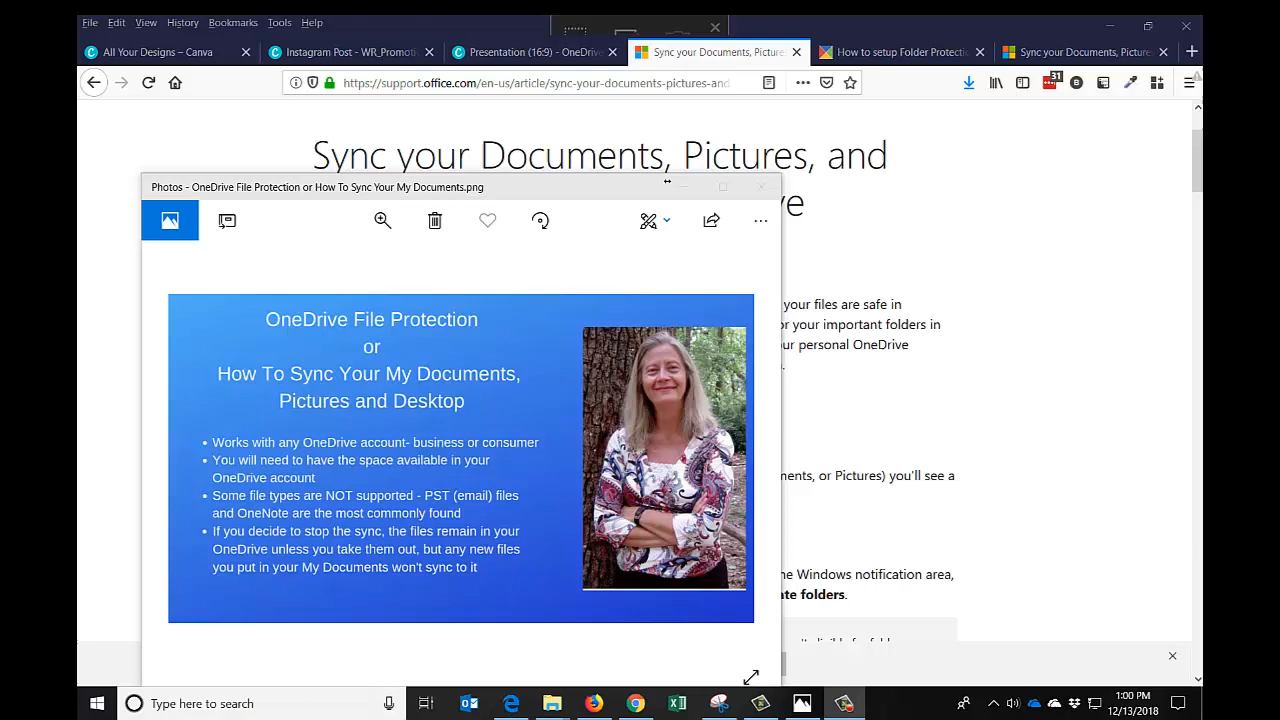 File Edit View History Bookmarks Tools Help
All Your Designs - Canva
Instagram Post - WR_Promoti
Presentation (16:9) - OneDrive
Sync your Documents, Pictures
How to setup Folder Protecti
Sync your Documents, Pictures
https://support.office.com/en-us/article/sync-your-documents-pictures-and
31
Sync your Documents, Pictures, and
ve
Photos - OneDrive File Protection or How To Sync Your My Documents.png
your files are safe in
or your important folders in
ur personal OneDrive
OneDrive File Protection
or
How To Sync Your My Documents,
Pictures and Desktop
• Works with any OneDrive account- business or consumer
• You will need to have the space available in your
OneDrive account
• Some file types are NOT supported - PST (email) files
and OneNote are the most commonly found
• If you decide to stop the sync, the files remain in your
OneDrive unless you take them out, but any new files
you put in your My Documents won't sync to it
ments, or Pictures) you'll see a
he Windows notification area,
ate folders.
Type here to search
1:00 PM
12/13/2018